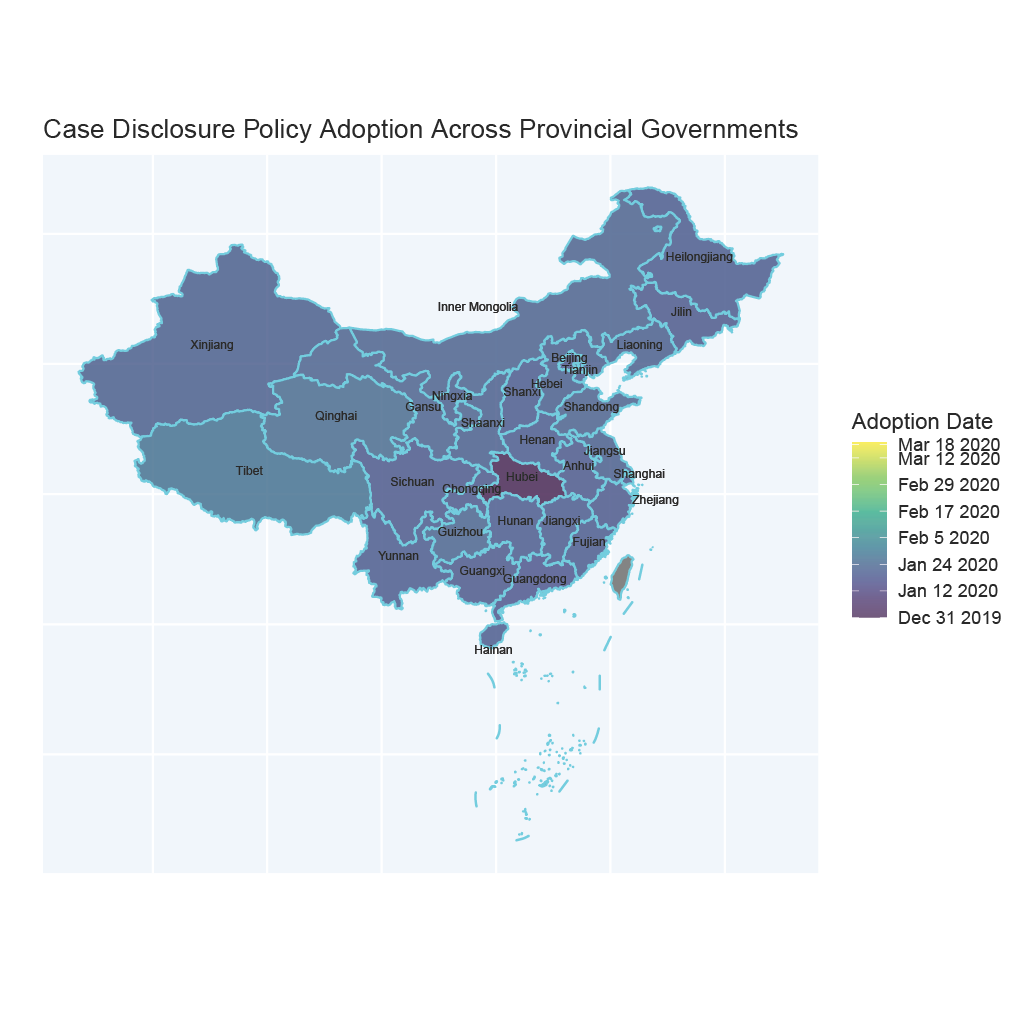 Case Disclosure Policy Adoption Across Provincial Governments
Heilongjiang
Inner Mongolia
Jilin
Xinjiang
Liaoning
Beijing
Tianjin
Hebei
Shanxi
Ningxia
Gansu
Shandong
Qinghai
Shaanxi
Henan
Jiangsu
Anhui
Tibet
Shanghai
Hubei
Sichuan
Chongqing
Zhejiang
Hunan
Jiangxi
Guizhou
Fujian
Yunnan
Guangxi
Guangdong
Hainan
Adoption Date
Mar 18 2020
Mar 12 2020
Feb 29 2020
Feb 17 2020
Feb 5 2020
Jan 24 2020
Jan 12 2020
Dec 31 2019